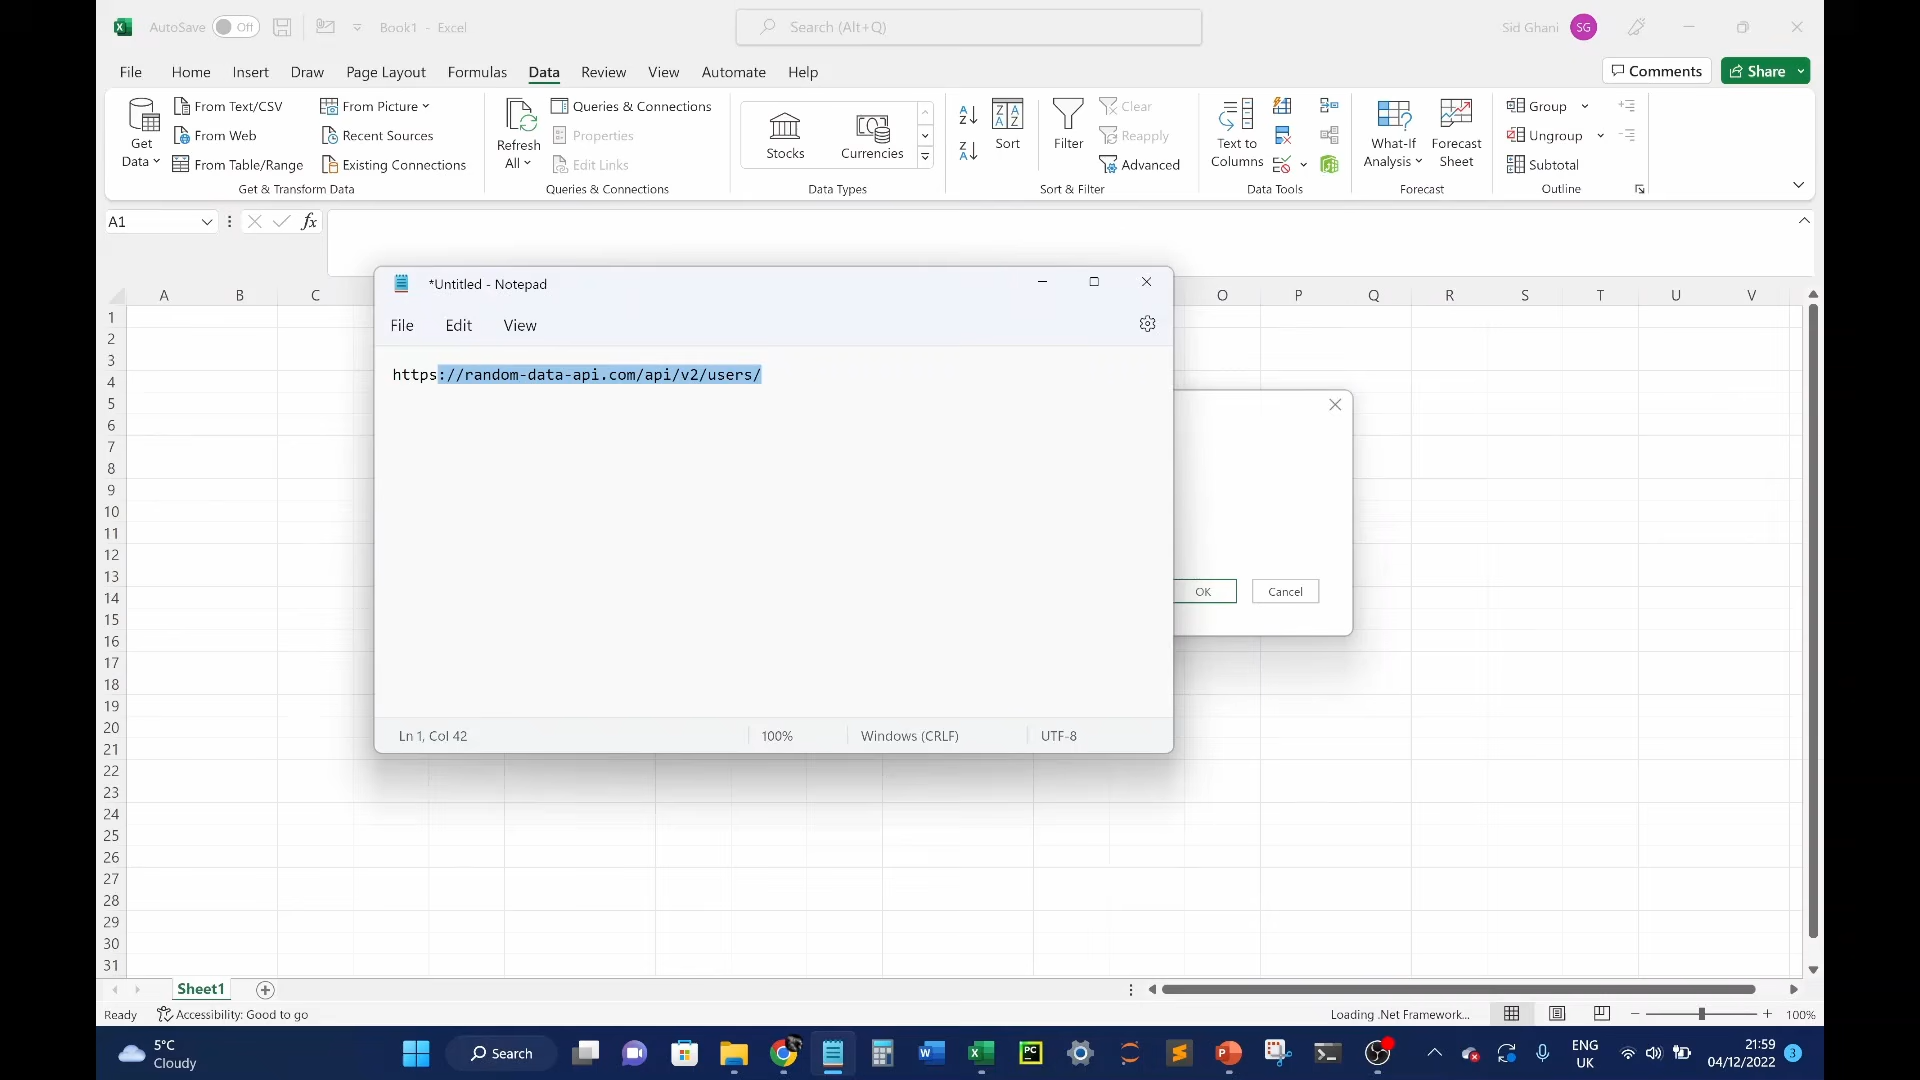 AutoSave Off Book1 - Excel Search (Alt+Q) Sid Ghani SG
File Home Insert Draw Page Layout Formulas Data Review View Automate Help Comments Share
Get Data
From Text/CSV
From Web
From Table/Range
From Picture
Recent Sources
Existing Connections
Get & Transform Data
Refresh All
Queries & Connections
Properties
Edit Links
Queries & Connections
Stocks Currencies
Data Types
Sort Filter
Clear
Reapply
Advanced
Sort & Filter
Text to Columns
Data Tools
What-If Analysis
Forecast Sheet
Forecast
Group
Ungroup
Subtotal
Outline
A1 fx
A B C O P Q R S T U V
1
2
3
4
5
6
7
8
9
10
11
12
13
14
15
16
17
18
19
20
21
22
23
24
25
26
27
28
29
30
31
*Untitled - Notepad
File Edit View
https://random-data-api.com/api/v2/users/
Ln 1, Col 42 100% Windows (CRLF) UTF-8
OK Cancel
Sheet1
Ready Accessibility: Good to go Loading .Net Framework... 100%
5°C
Cloudy
Search
ENG
UK
21:59
04/12/2022
3